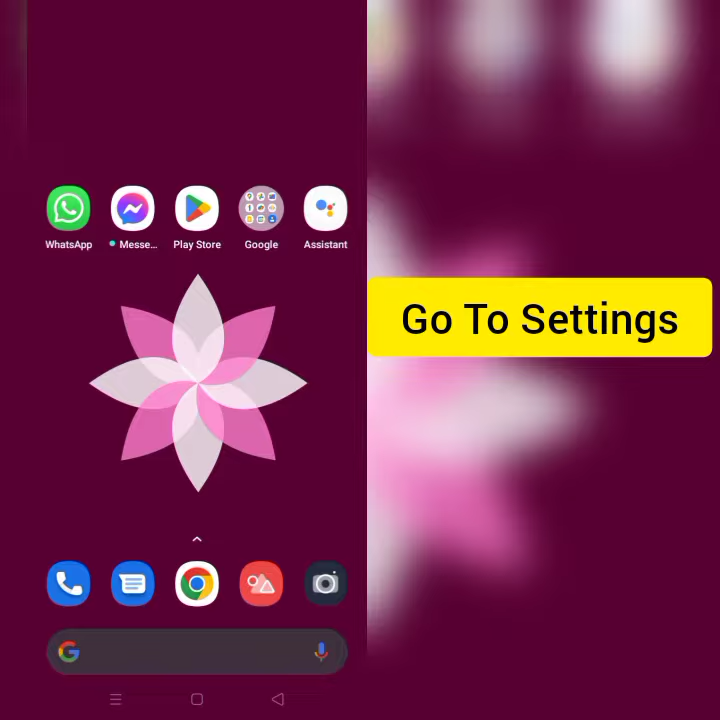 WhatsApp
Messe...
Play Store
Google
Assistant
Go To Settings